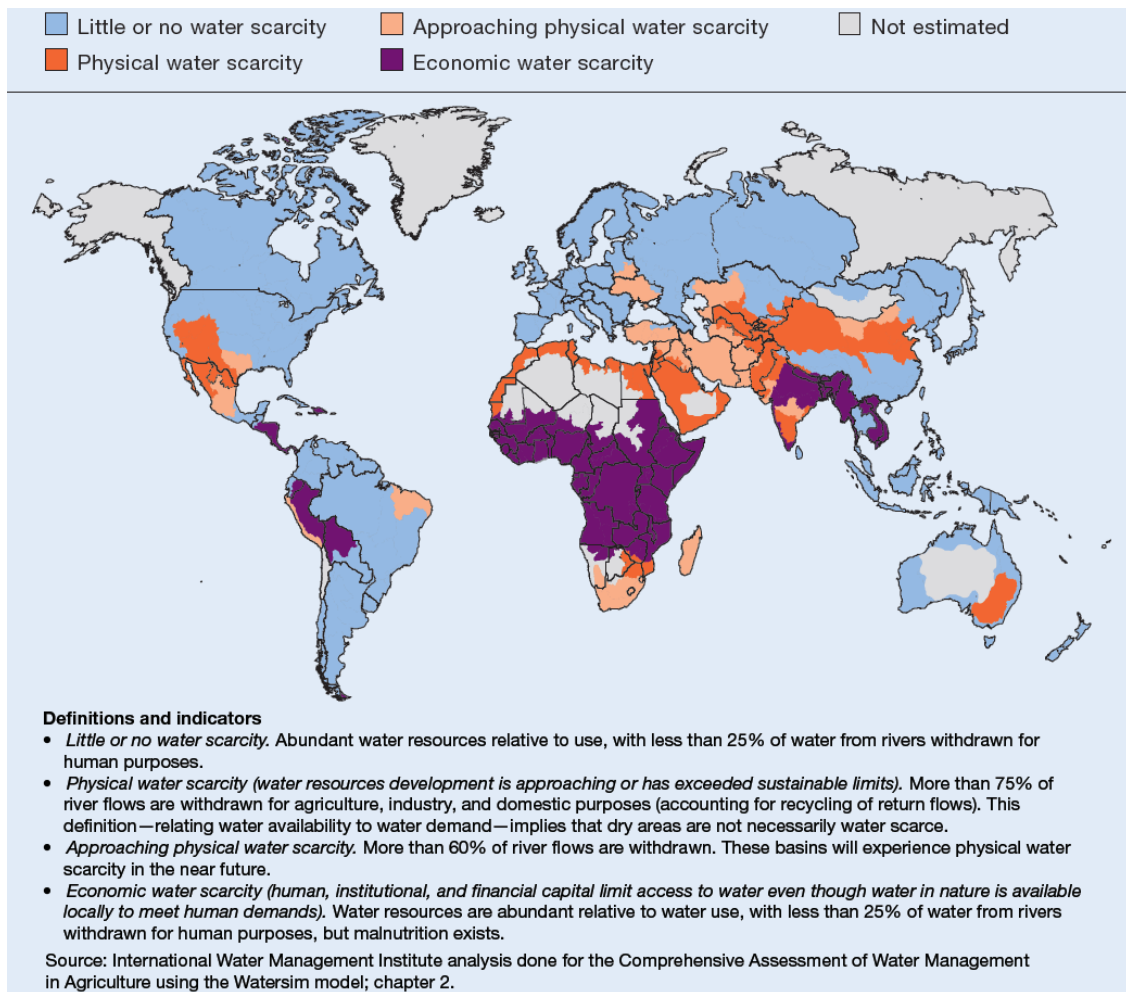 Little or no water scarcity
Approaching physical water scarcity
Not estimated
Physical water scarcity
Economic water scarcity
Definitions and indicators
• Little or no water scarcity. Abundant water resources relative to use, with less than 25% of water from rivers withdrawn for
human purposes.
• Physical water scarcity (water resources development is approaching or has exceeded sustainable limits). More than 75% of
river flows are withdrawn for agriculture, industry, and domestic purposes (accounting for recycling of return flows). This
definition—relating water availability to water demand—implies that dry areas are not necessarily water scarce.
• Approaching physical water scarcity. More than 60% of river flows are withdrawn. These basins will experience physical water
scarcity in the near future.
• Economic water scarcity (human, institutional, and financial capital limit access to water even though water in nature is available
locally to meet human demands). Water resources are abundant relative to water use, with less than 25% of water from rivers
withdrawn for human purposes, but malnutrition exists.
Source: International Water Management Institute analysis done for the Comprehensive Assessment of Water Management
in Agriculture using the Watersim model; chapter 2.